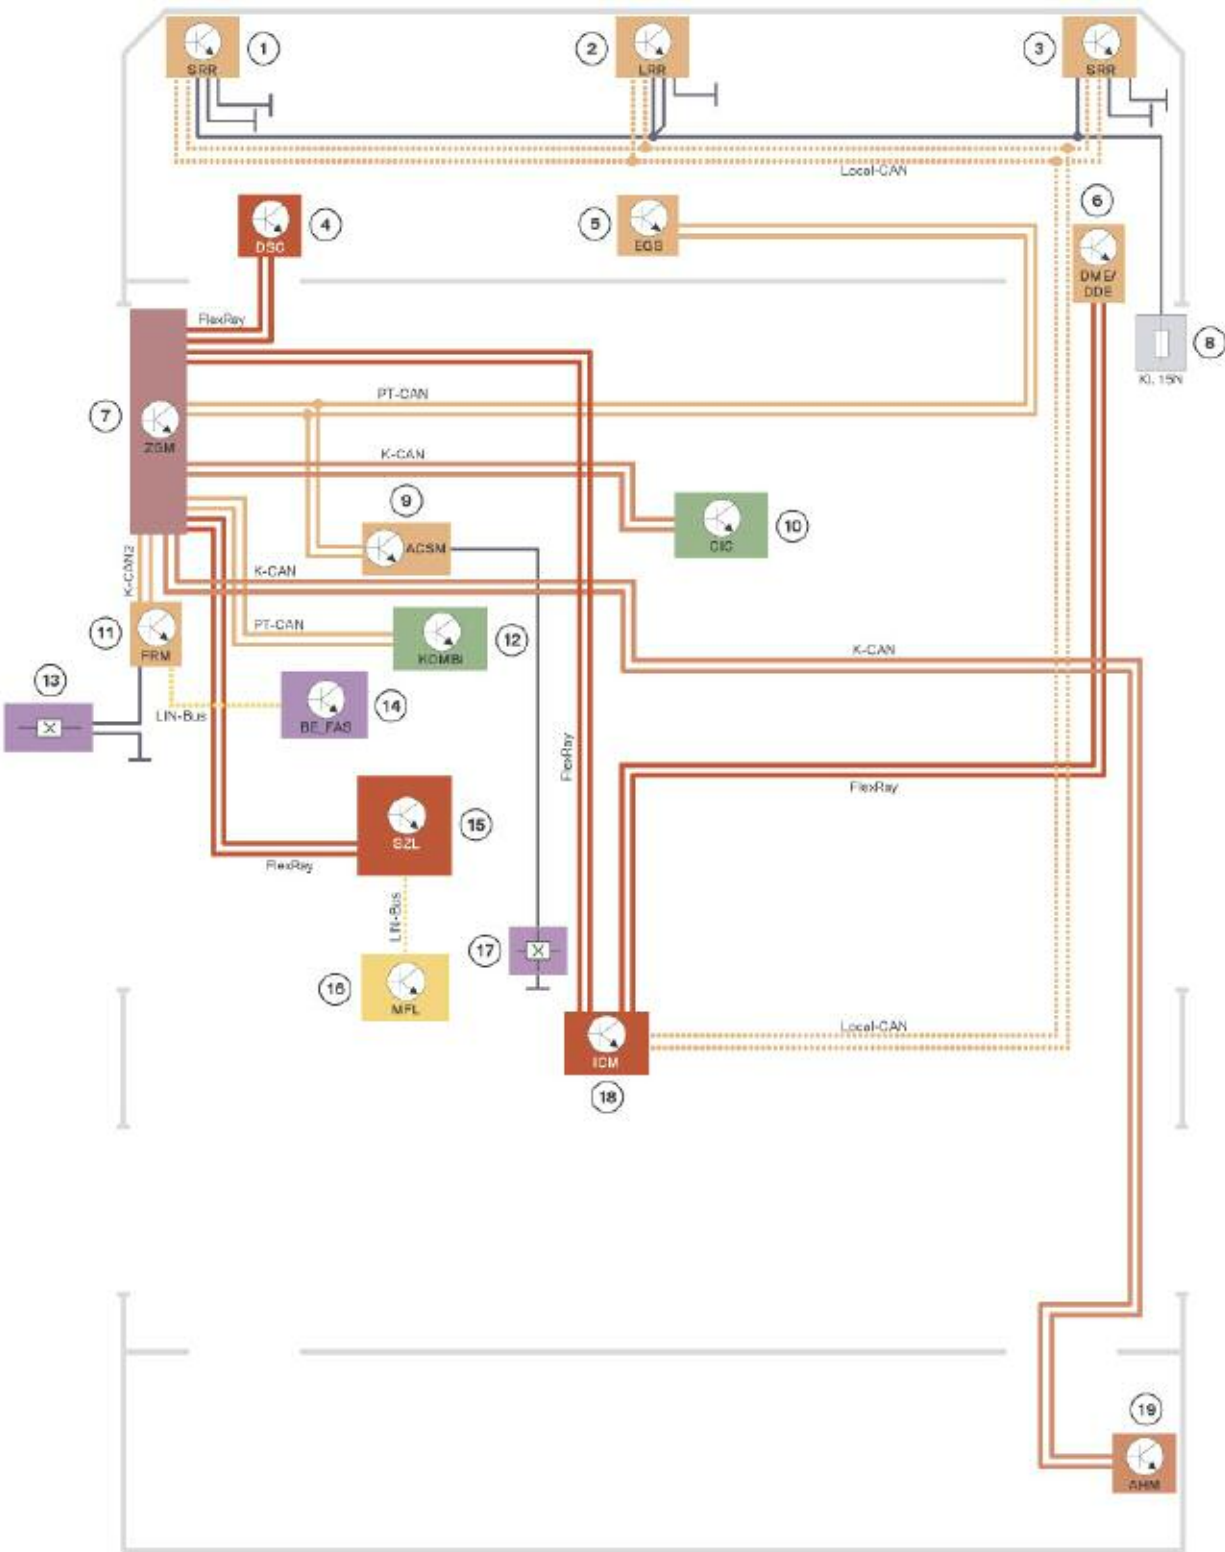 1
2
3
SRR
LRR
SRR
Local-CAN
4
5
6
DSC
EGS
DME/
DDE
FlexRay
8
Kl. 15N
PT-CAN
7
ZGM
K-CAN
9
10
ACSM
CIC
K-CAN2
K-CAN
PT-CAN
11
FRM
12
KOMBI
K-CAN
13
14
LIN-Bus
BE_FAS
FlexRay
FlexRay
15
SZL
FlexRay
LIN-Bus
17
16
MFL
Local-CAN
ICM
18
19
AHM